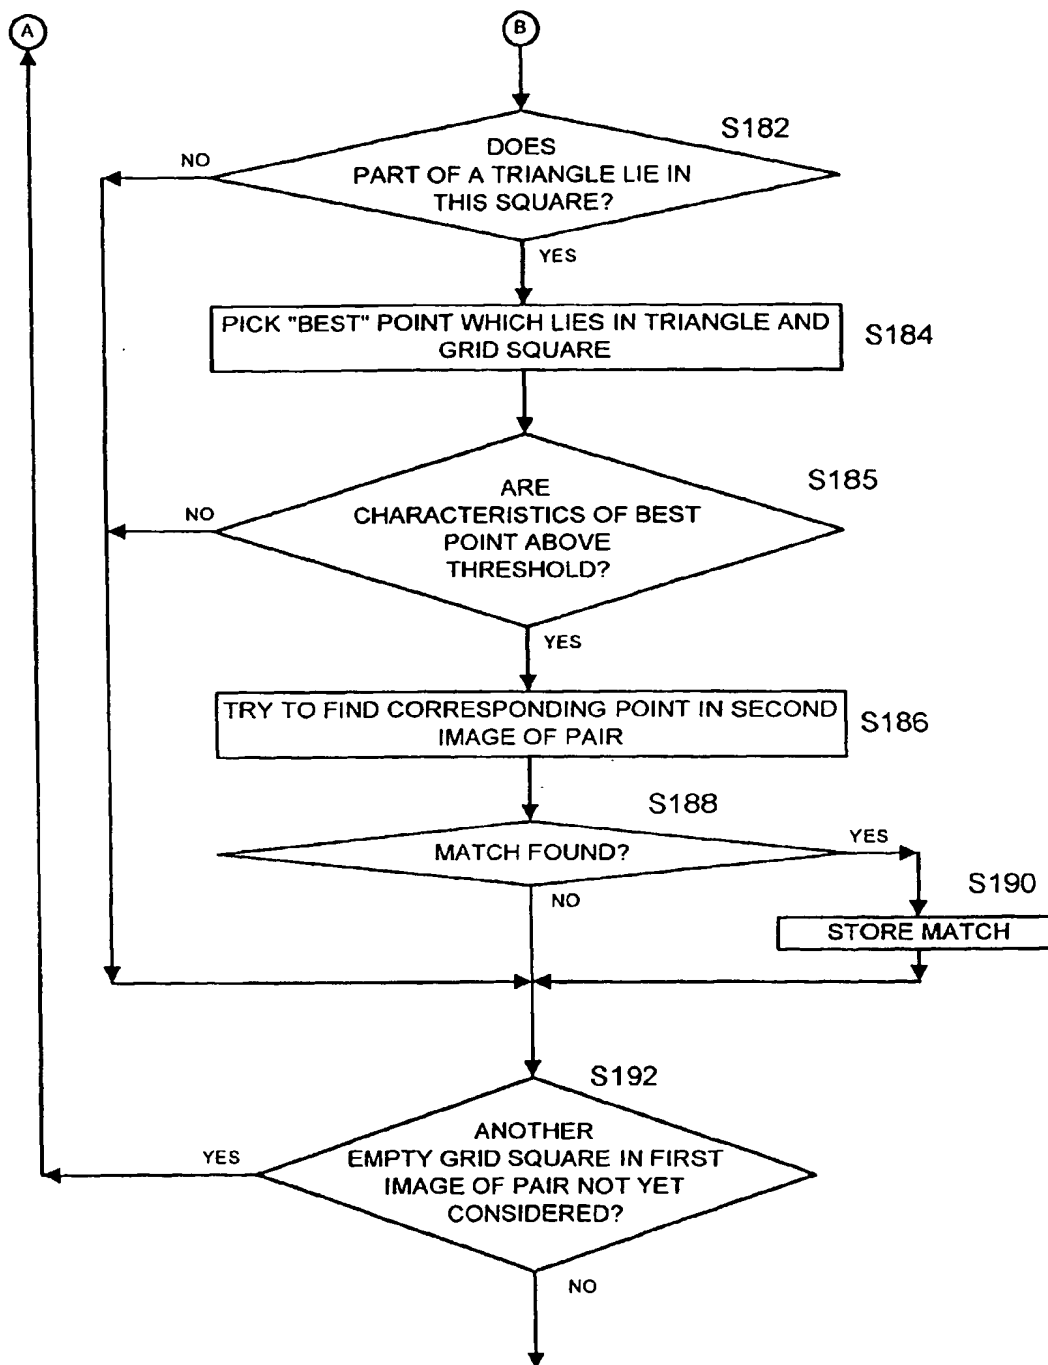 A
B
S182
DOES
PART OF A TRIANGLE LIE IN
THIS SQUARE?
NO
YES
PICK "BEST" POINT WHICH LIES IN TRIANGLE AND
GRID SQUARE
S184
S185
ARE
CHARACTERISTICS OF BEST
POINT ABOVE
THRESHOLD?
NO
YES
TRY TO FIND CORRESPONDING POINT IN SECOND
IMAGE OF PAIR
S186
S188
MATCH FOUND?
YES
NO
S190
STORE MATCH
S192
ANOTHER
EMPTY GRID SQUARE IN FIRST
IMAGE OF PAIR NOT YET
CONSIDERED?
YES
NO